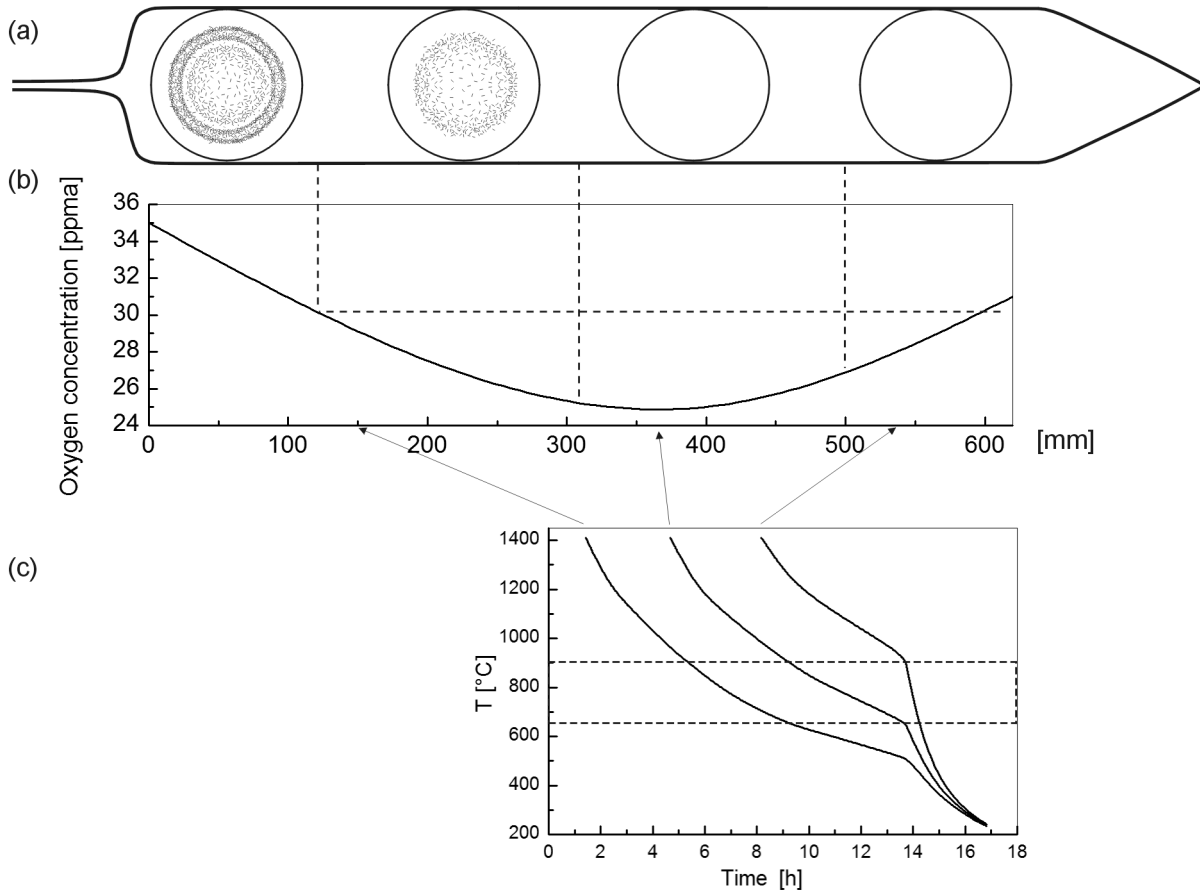 (a)
(b)
Oxygen concentration [ppma]
36
34
32
30
28
26
24
0 100 200 300 400 500 600 [mm]
(c)
T [°C]
1400
1200
1000
800
600
400
200
0 2 4 6 8 10 12 14 16 18
Time [h]